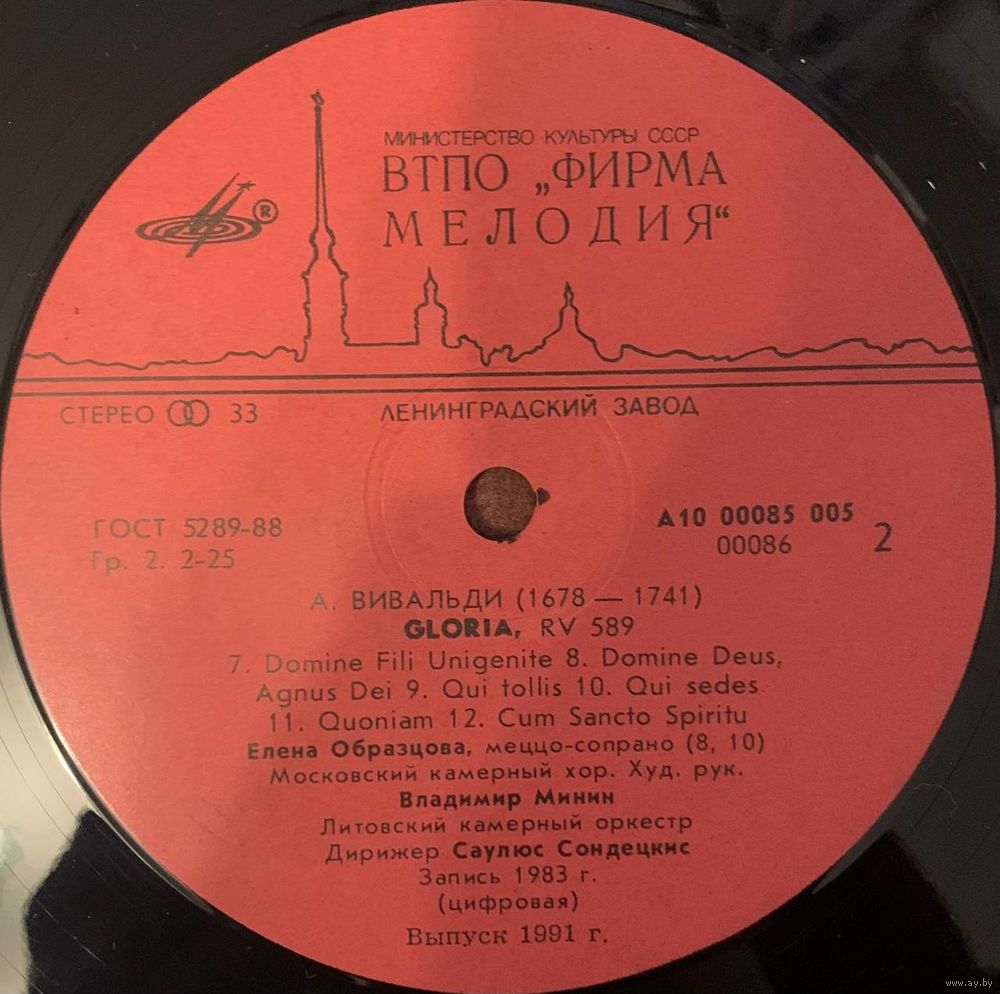 МИНИСТЕРСТВО КУЛЬТУРЫ СССР
ВТПО „ФИРМА
МЕЛОДИЯ“
®
СТЕРЕО 33
ЛЕНИНГРАДСКИЙ ЗАВОД
ГОСТ 5289-88
Гр. 2. 2-25
А10 00085 005
00086
2
А. ВИВАЛЬДИ (1678 — 1741)
GLORIA, RV 589
7. Domine Fili Unigenite 8. Domine Deus,
Agnus Dei 9. Qui tollis 10. Qui sedes
11. Quoniam 12. Cum Sancto Spiritu
Елена Образцова, меццо-сопрано (8, 10)
Московский камерный хор. Худ. рук.
Владимир Минин
Литовский камерный оркестр
Дирижер Саулюс Сондецкис
Запись 1983 г.
(цифровая)
Выпуск 1991 г.
www.ay.by